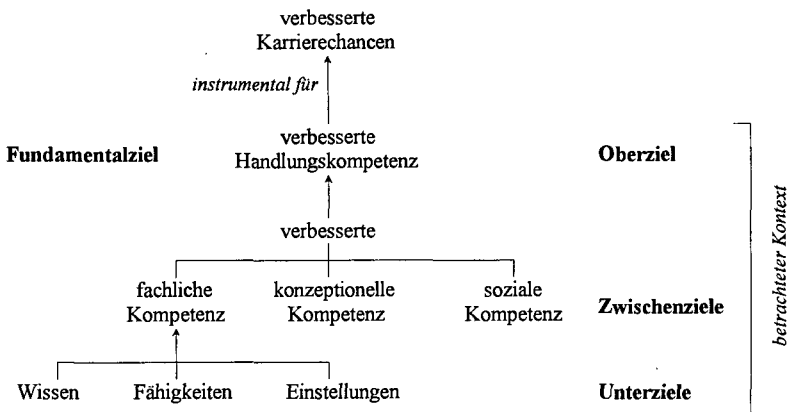 verbesserte
Karrierechancen
instrumental für
verbesserte
Fundamentalziel Handlungskompetenz Oberziel
verbesserte
fachliche konzeptionelle soziale
Kompetenz Kompetenz Kompetenz Zwischenziele
Wissen Fähigkeiten Einstellungen Unterziele
betrachteter Kontext